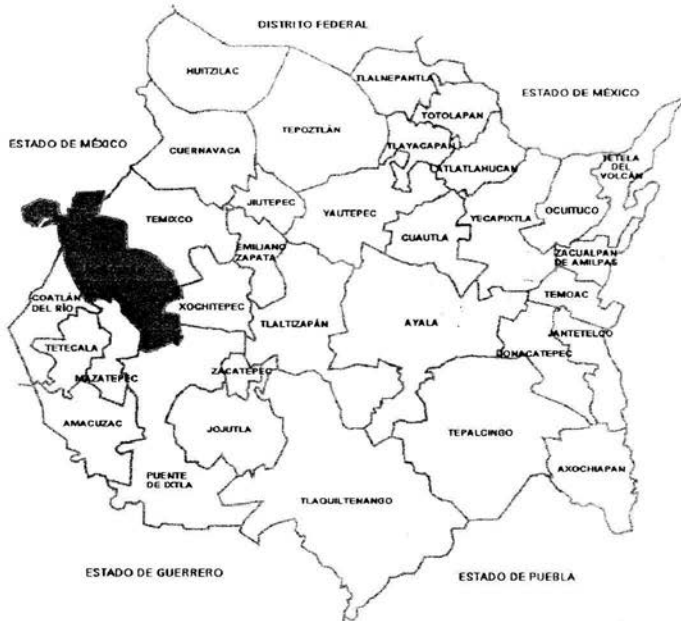 DISTRITO FEDERAL
HUITZILAC
TLALNEPANTLA
ESTADO DE MÉXICO
TOTOLAPAN
TEPOZTLÁN
ESTADO DE MÉXICO
CUERNAVACA
TLAYACAPAN
ATLATLAHUCAN
TETELA
DEL
VOLCÁN
JIUTEPEC
TEMIXCO
YAUTEPEC
YECAPIXTLA
OCUITUCO
CUAUTLA
EMILIANO
ZAPATA
ZACUALPAN
DE AMILPAS
COATLÁN
DEL RÍO
XOCHITEPEC
TEMOAC
TLALTIZAPÁN
AYALA
TETECALA
JANTETELCO
JONACATEPEC
MAZATEPEC
ZACATEPEC
AMACUZAC
JOJUTLA
TEPALCINGO
AXOCHIAPAN
PUENTE
DE IXTLA
TLAQUILTENANGO
ESTADO DE GUERRERO
ESTADO DE PUEBLA